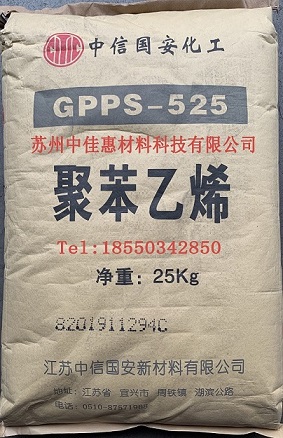 中信国安化工
GPPS-525
苏州中佳惠材料科技有限公司
聚苯乙烯
Tel:18550342850
净重：25Kg
8201911294C
江苏中信国安新材料有限公司
地址：江苏省 宜兴市 周铁镇 湖滨公路